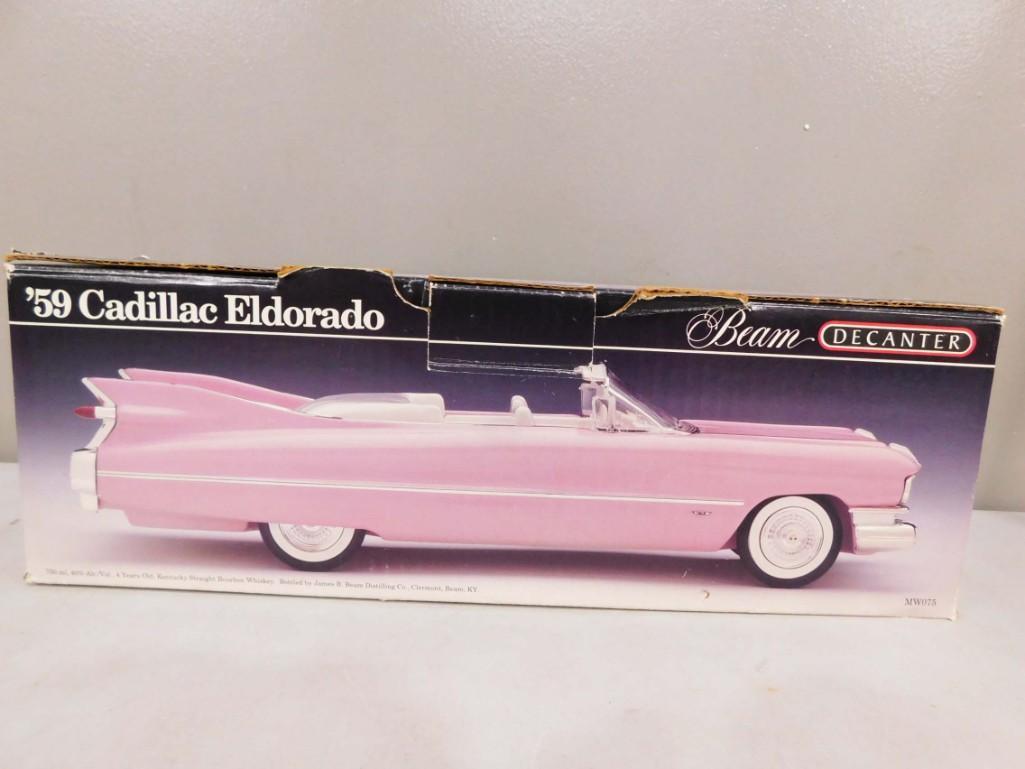 '59 Cadillac Eldorado
Beam DECANTER
750 ml, 40% Alc/Vol., 4 Years Old, Kentucky Straight Bourbon Whiskey. Bottled by James B. Beam Distilling Co., Clermont, Beam, KY.
MW075